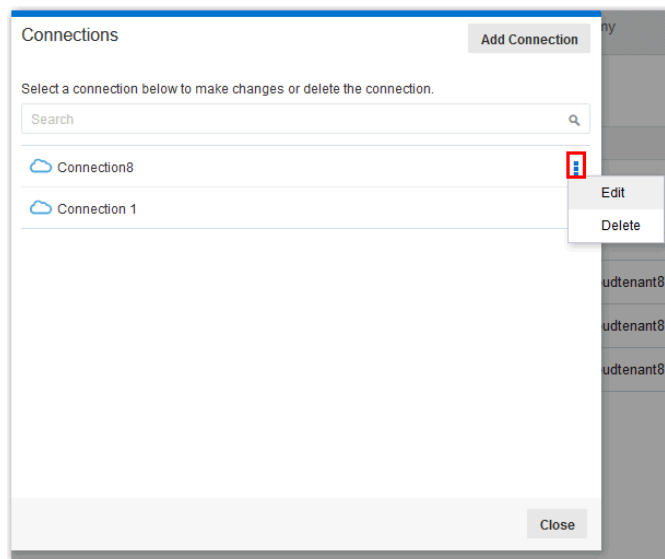 Connections
Add Connection
Select a connection below to make changes or delete the connection.
Search
Connection8
Edit
Connection 1
Delete
udtenant8
udtenant8
udtenant8
Close